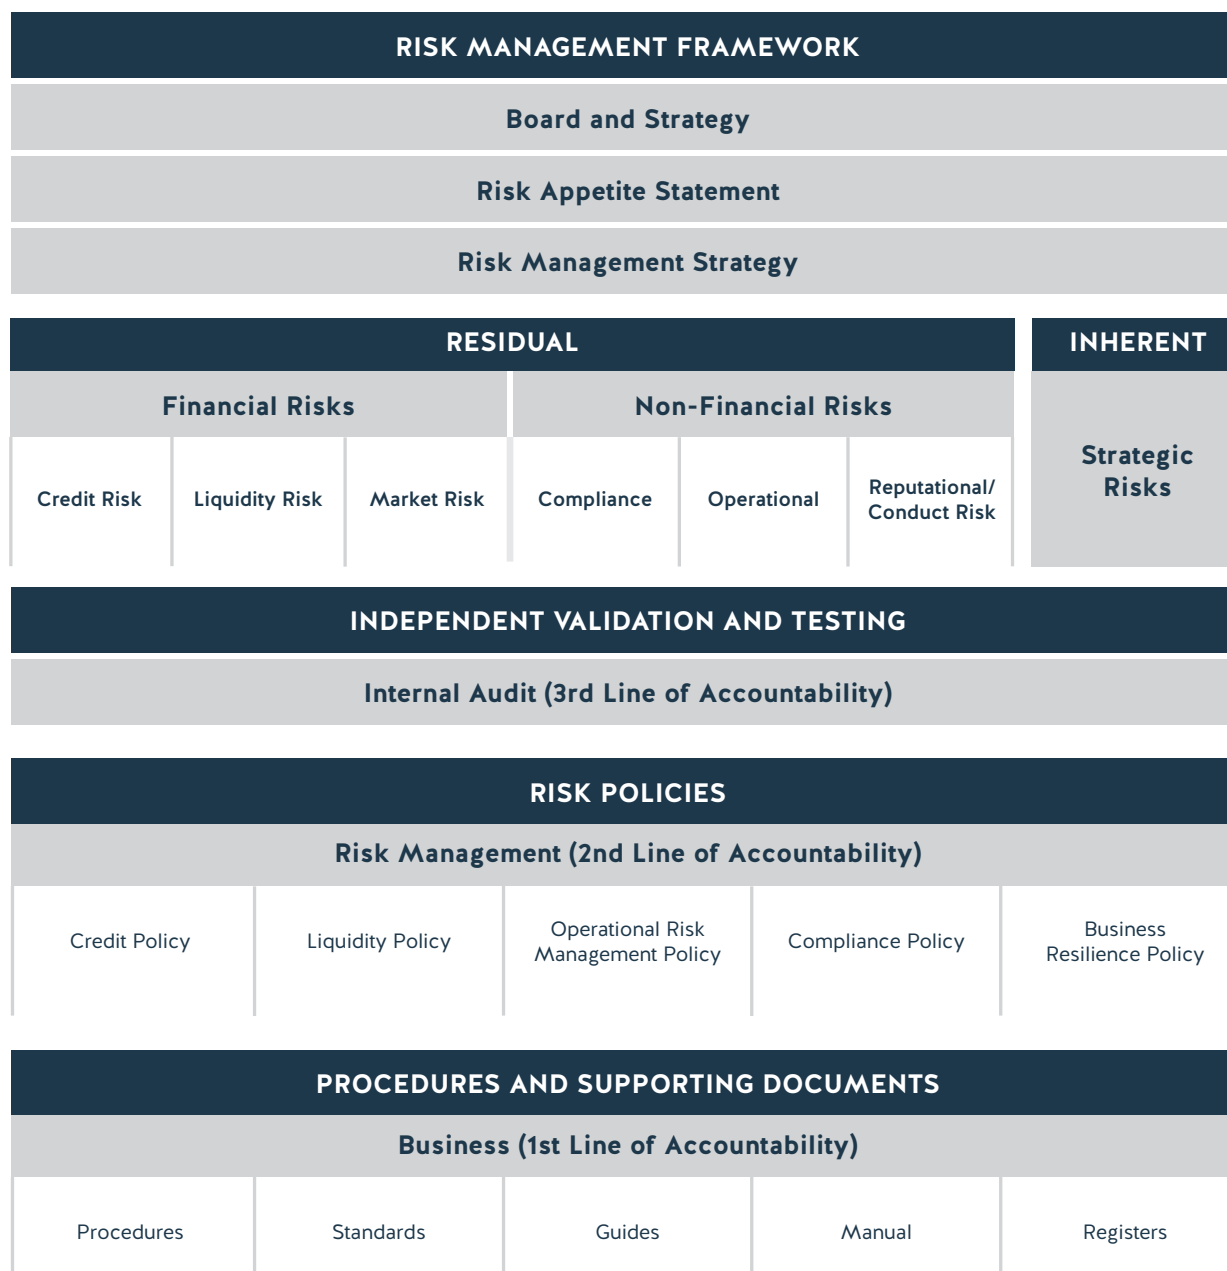 RISK MANAGEMENT FRAMEWORK
Board and Strategy
Risk Appetite Statement
Risk Management Strategy
RESIDUAL
INHERENT
Financial Risks
Non-Financial Risks
Strategic
Risks
Credit Risk
Liquidity Risk
Market Risk
Compliance
Operational
Reputational/
Conduct Risk
INDEPENDENT VALIDATION AND TESTING
Internal Audit (3rd Line of Accountability)
RISK POLICIES
Risk Management (2nd Line of Accountability)
Credit Policy
Liquidity Policy
Operational Risk
Management Policy
Compliance Policy
Business
Resilience Policy
PROCEDURES AND SUPPORTING DOCUMENTS
Business (1st Line of Accountability)
Procedures
Standards
Guides
Manual
Registers